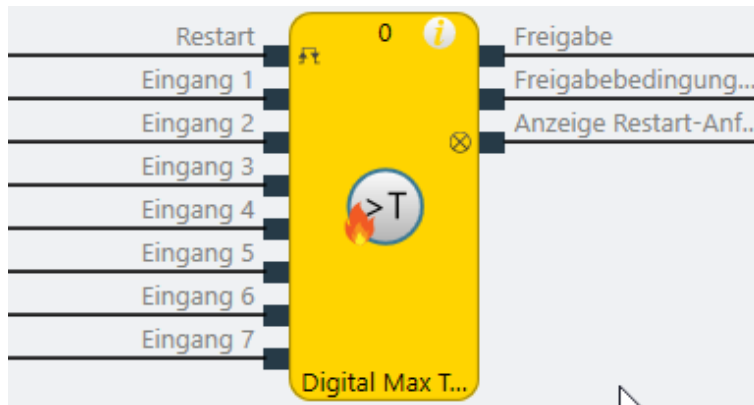 Restart
Eingang 1
Eingang 2
Eingang 3
Eingang 4
Eingang 5
Eingang 6
Eingang 7
0
i
>T
Digital Max T...
Freigabe
Freigabebedingung...
Anzeige Restart-Anf...